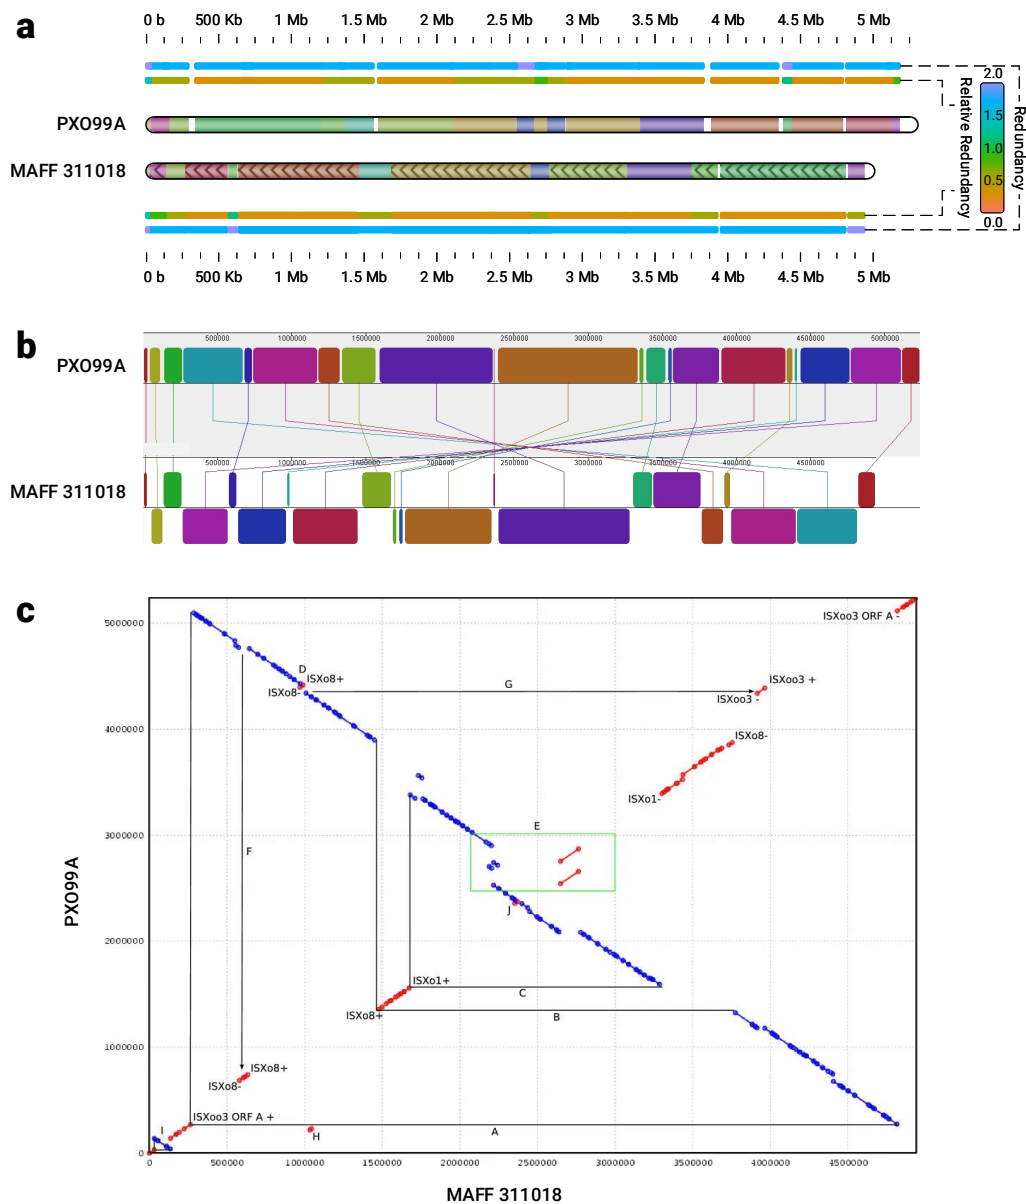 a
0 b 500 Kb 1 Mb 1.5 Mb 2 Mb 2.5 Mb 3 Mb 3.5 Mb 4 Mb 4.5 Mb 5 Mb
PXO99A
MAFF 311018
0 b 500 Kb 1 Mb 1.5 Mb 2 Mb 2.5 Mb 3 Mb 3.5 Mb 4 Mb 4.5 Mb 5 Mb
Relative Redundancy
2.0
1.5
1.0
0.5
0.0
Redundancy
b
500000 1000000 1500000 2000000 2500000 3000000 3500000 4000000 4500000 5000000
PXO99A
500000 1000000 1500000 2000000 2500000 3000000 3500000 4000000 4500000
MAFF 311018
c
ISXoo3 ORF A -
5000000
D
ISXo8+
ISXo8-
G
ISXoo3 +
ISXoo3 -
4000000
ISXo8-
ISXo1-
3000000
E
F
J
2000000
ISXo1+
C
ISXo8+
B
1000000
ISXo8+
ISXo8-
ISXoo3 ORF A +
I
H
A
0
0 500000 1000000 1500000 2000000 2500000 3000000 3500000 4000000 4500000
PXO99A
MAFF 311018